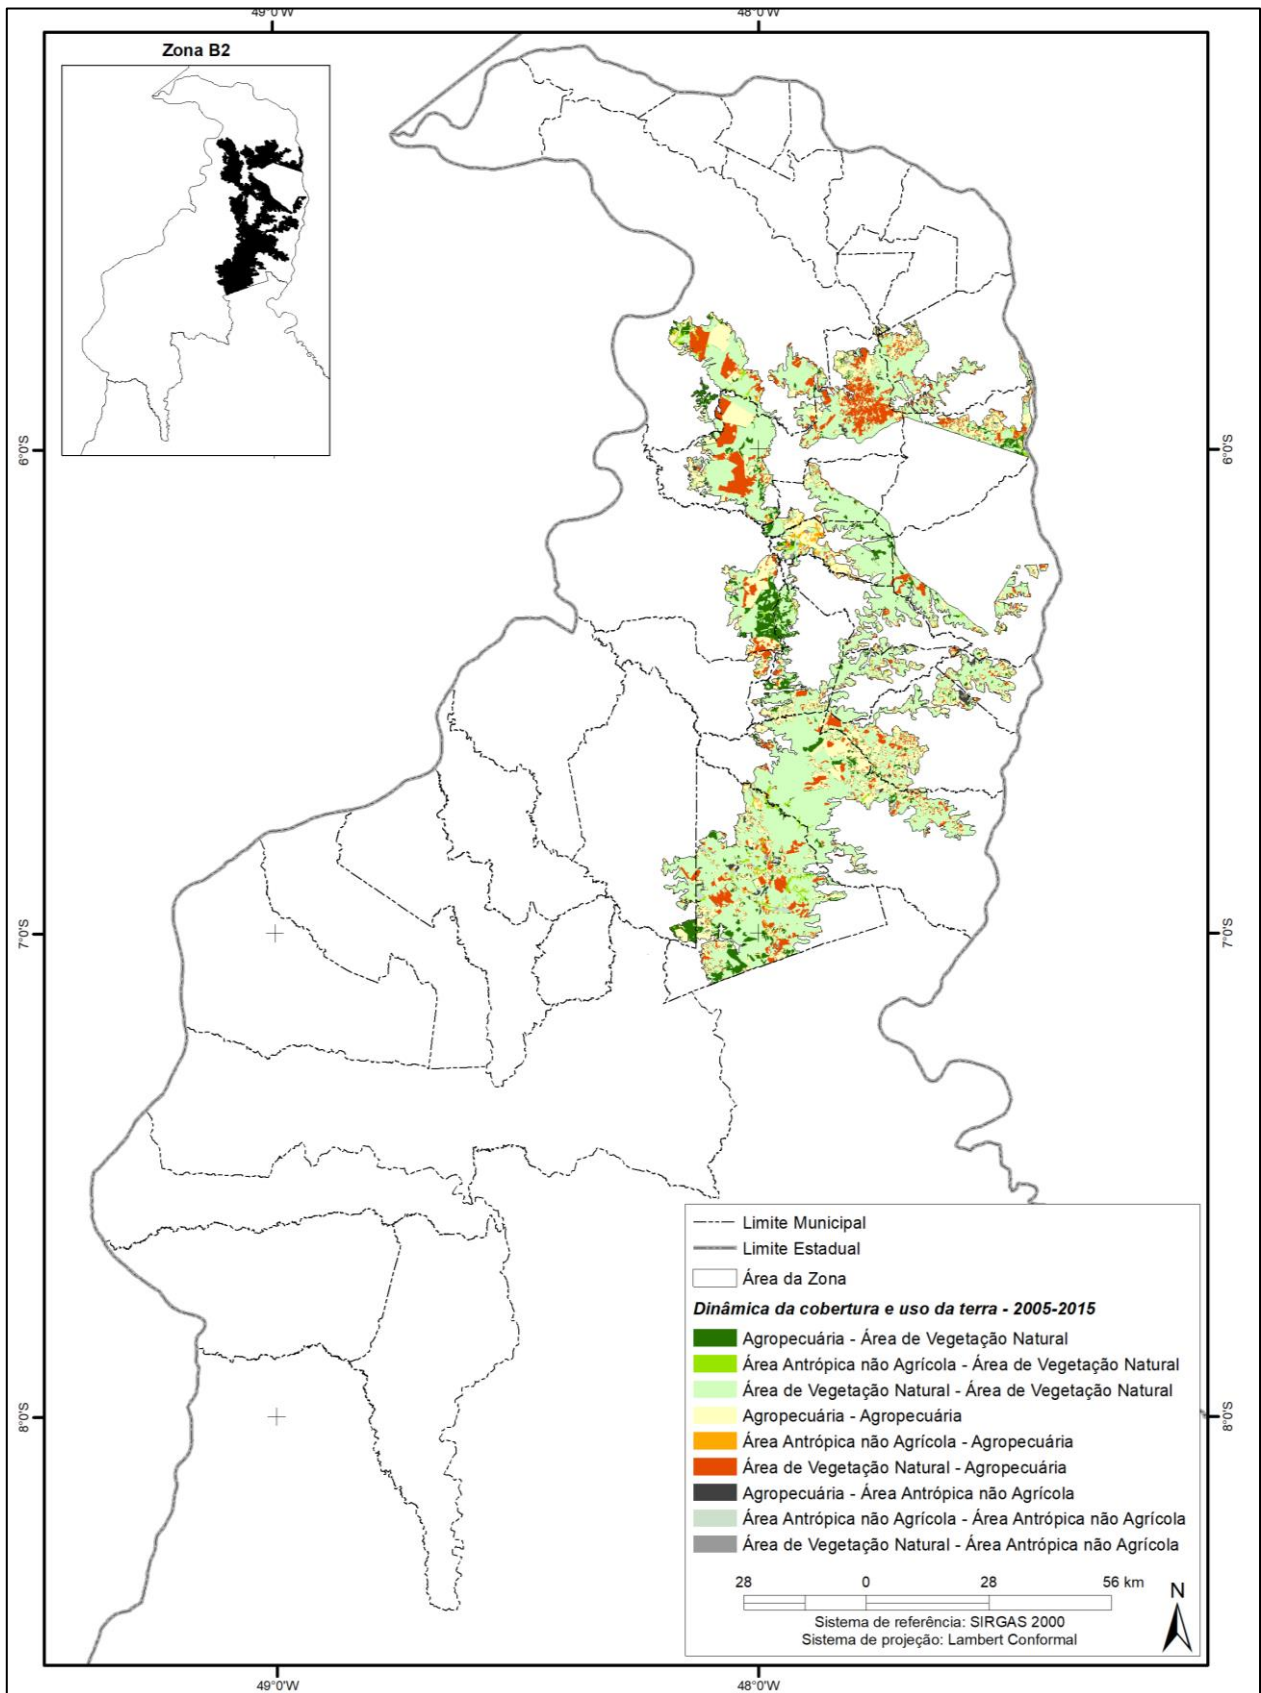 49°0'W
48°0'W
Zona B2
6°0'S
6°0'S
7°0'S
7°0'S
8°0'S
8°0'S
Limite Municipal
Limite Estadual
Área da Zona
Dinâmica da cobertura e uso da terra - 2005-2015
Agropecuária - Área de Vegetação Natural
Área Antrópica não Agrícola - Área de Vegetação Natural
Área de Vegetação Natural - Área de Vegetação Natural
Agropecuária - Agropecuária
Área Antrópica não Agrícola - Agropecuária
Área de Vegetação Natural - Agropecuária
Agropecuária - Área Antrópica não Agrícola
Área Antrópica não Agrícola - Área Antrópica não Agrícola
Área de Vegetação Natural - Área Antrópica não Agrícola
28 0 28 56 km
N
Sistema de referência: SIRGAS 2000
Sistema de projeção: Lambert Conformal
49°0'W
48°0'W